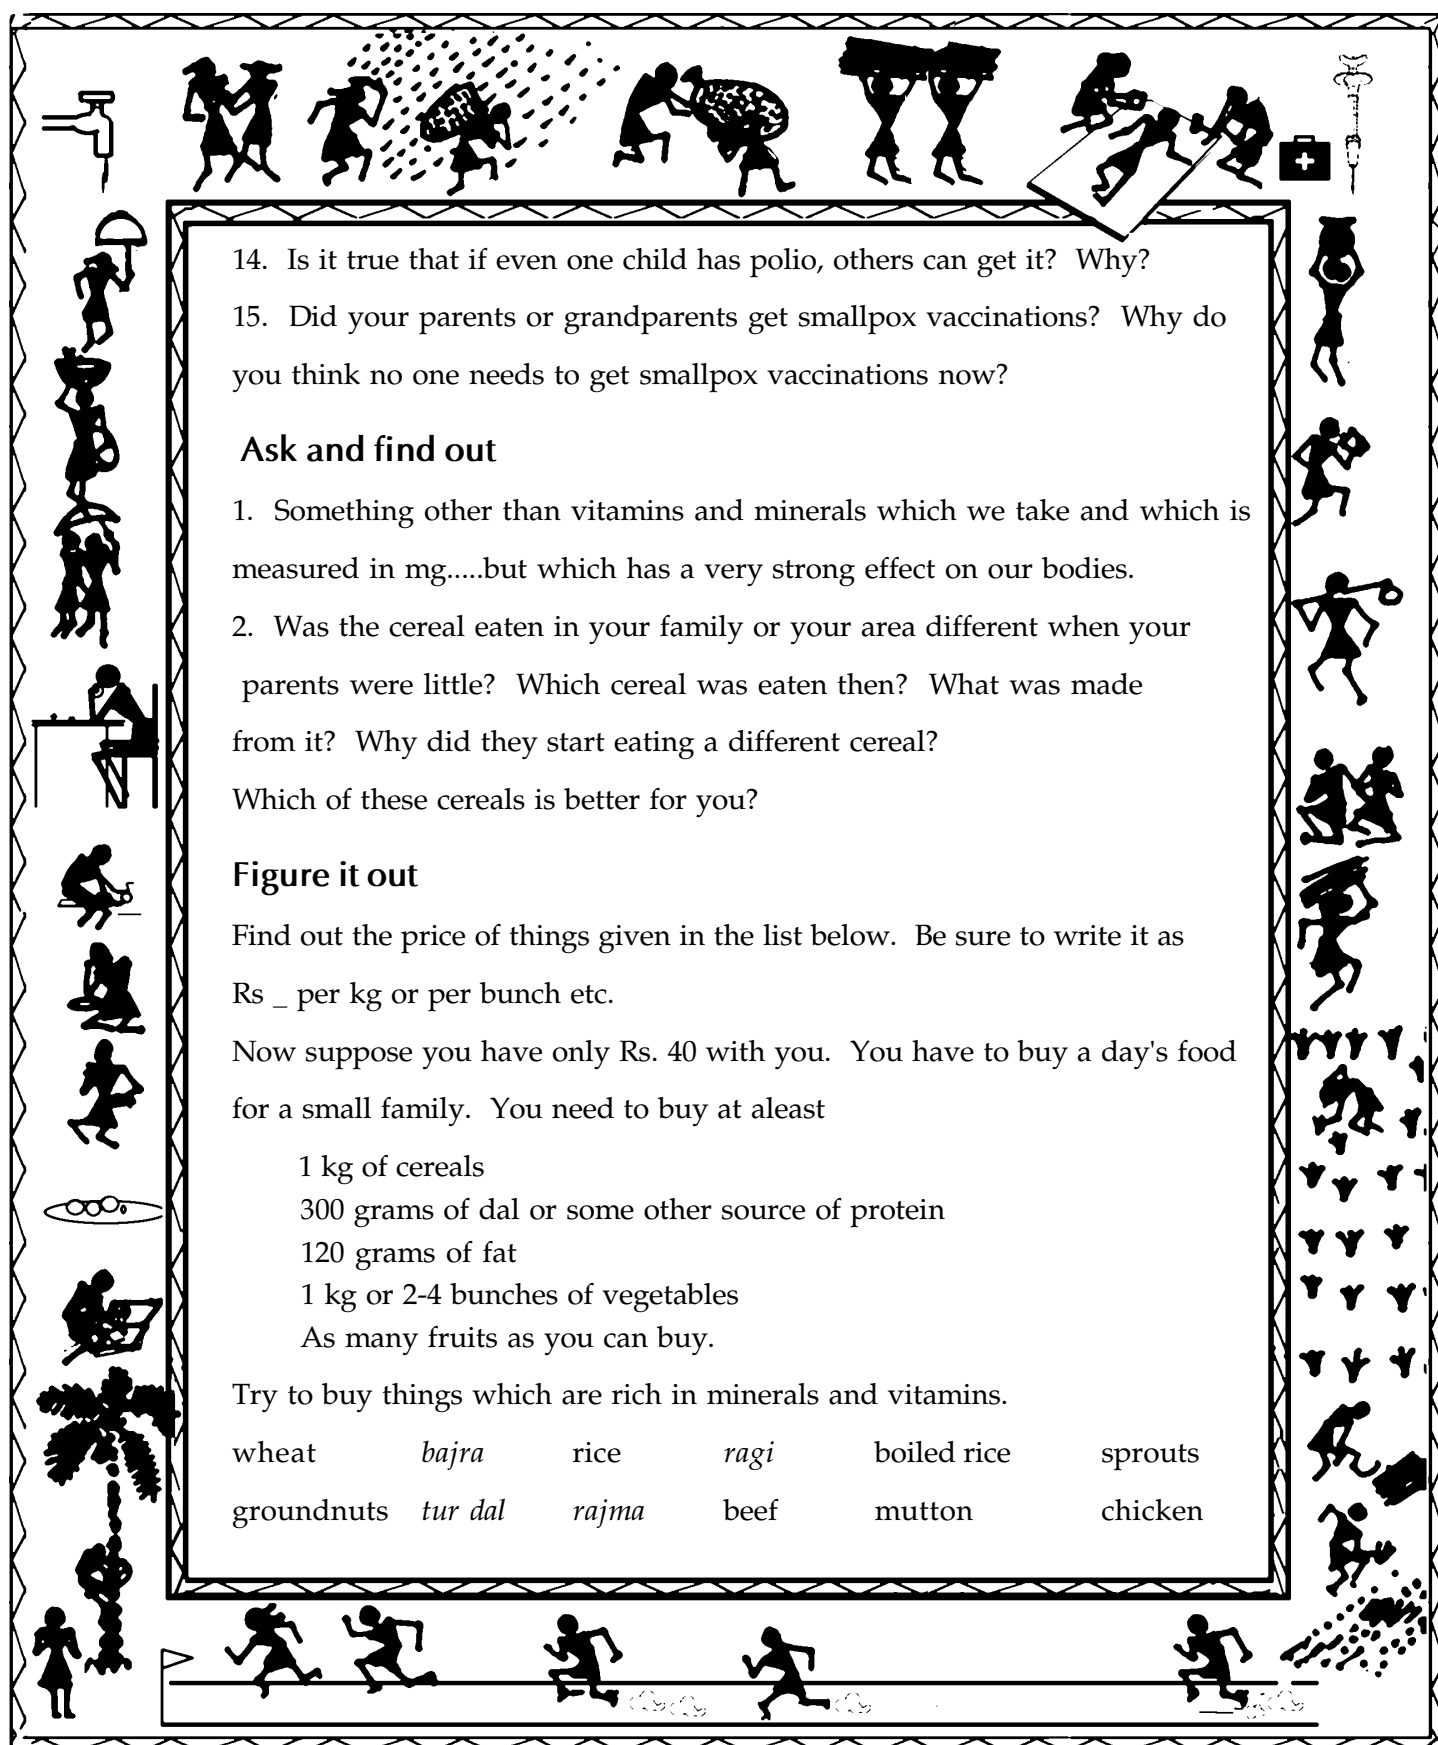 14. Is it true that if even one child has polio, others can get it? Why?
15. Did your parents or grandparents get smallpox vaccinations? Why do
you think no one needs to get smallpox vaccinations now?
Ask and find out
1. Something other than vitamins and minerals which we take and which is
measured in mg.....but which has a very strong effect on our bodies.
2. Was the cereal eaten in your family or your area different when your
parents were little? Which cereal was eaten then? What was made
from it? Why did they start eating a different cereal?
Which of these cereals is better for you?
Figure it out
Find out the price of things given in the list below. Be sure to write it as
Rs _ per kg or per bunch etc.
Now suppose you have only Rs. 40 with you. You have to buy a day's food
for a small family. You need to buy at aleast
1 kg of cereals
300 grams of dal or some other source of protein
120 grams of fat
1 kg or 2-4 bunches of vegetables
As many fruits as you can buy.
Try to buy things which are rich in minerals and vitamins.
wheat bajra rice ragi boiled rice sprouts
groundnuts tur dal rajma beef mutton chicken